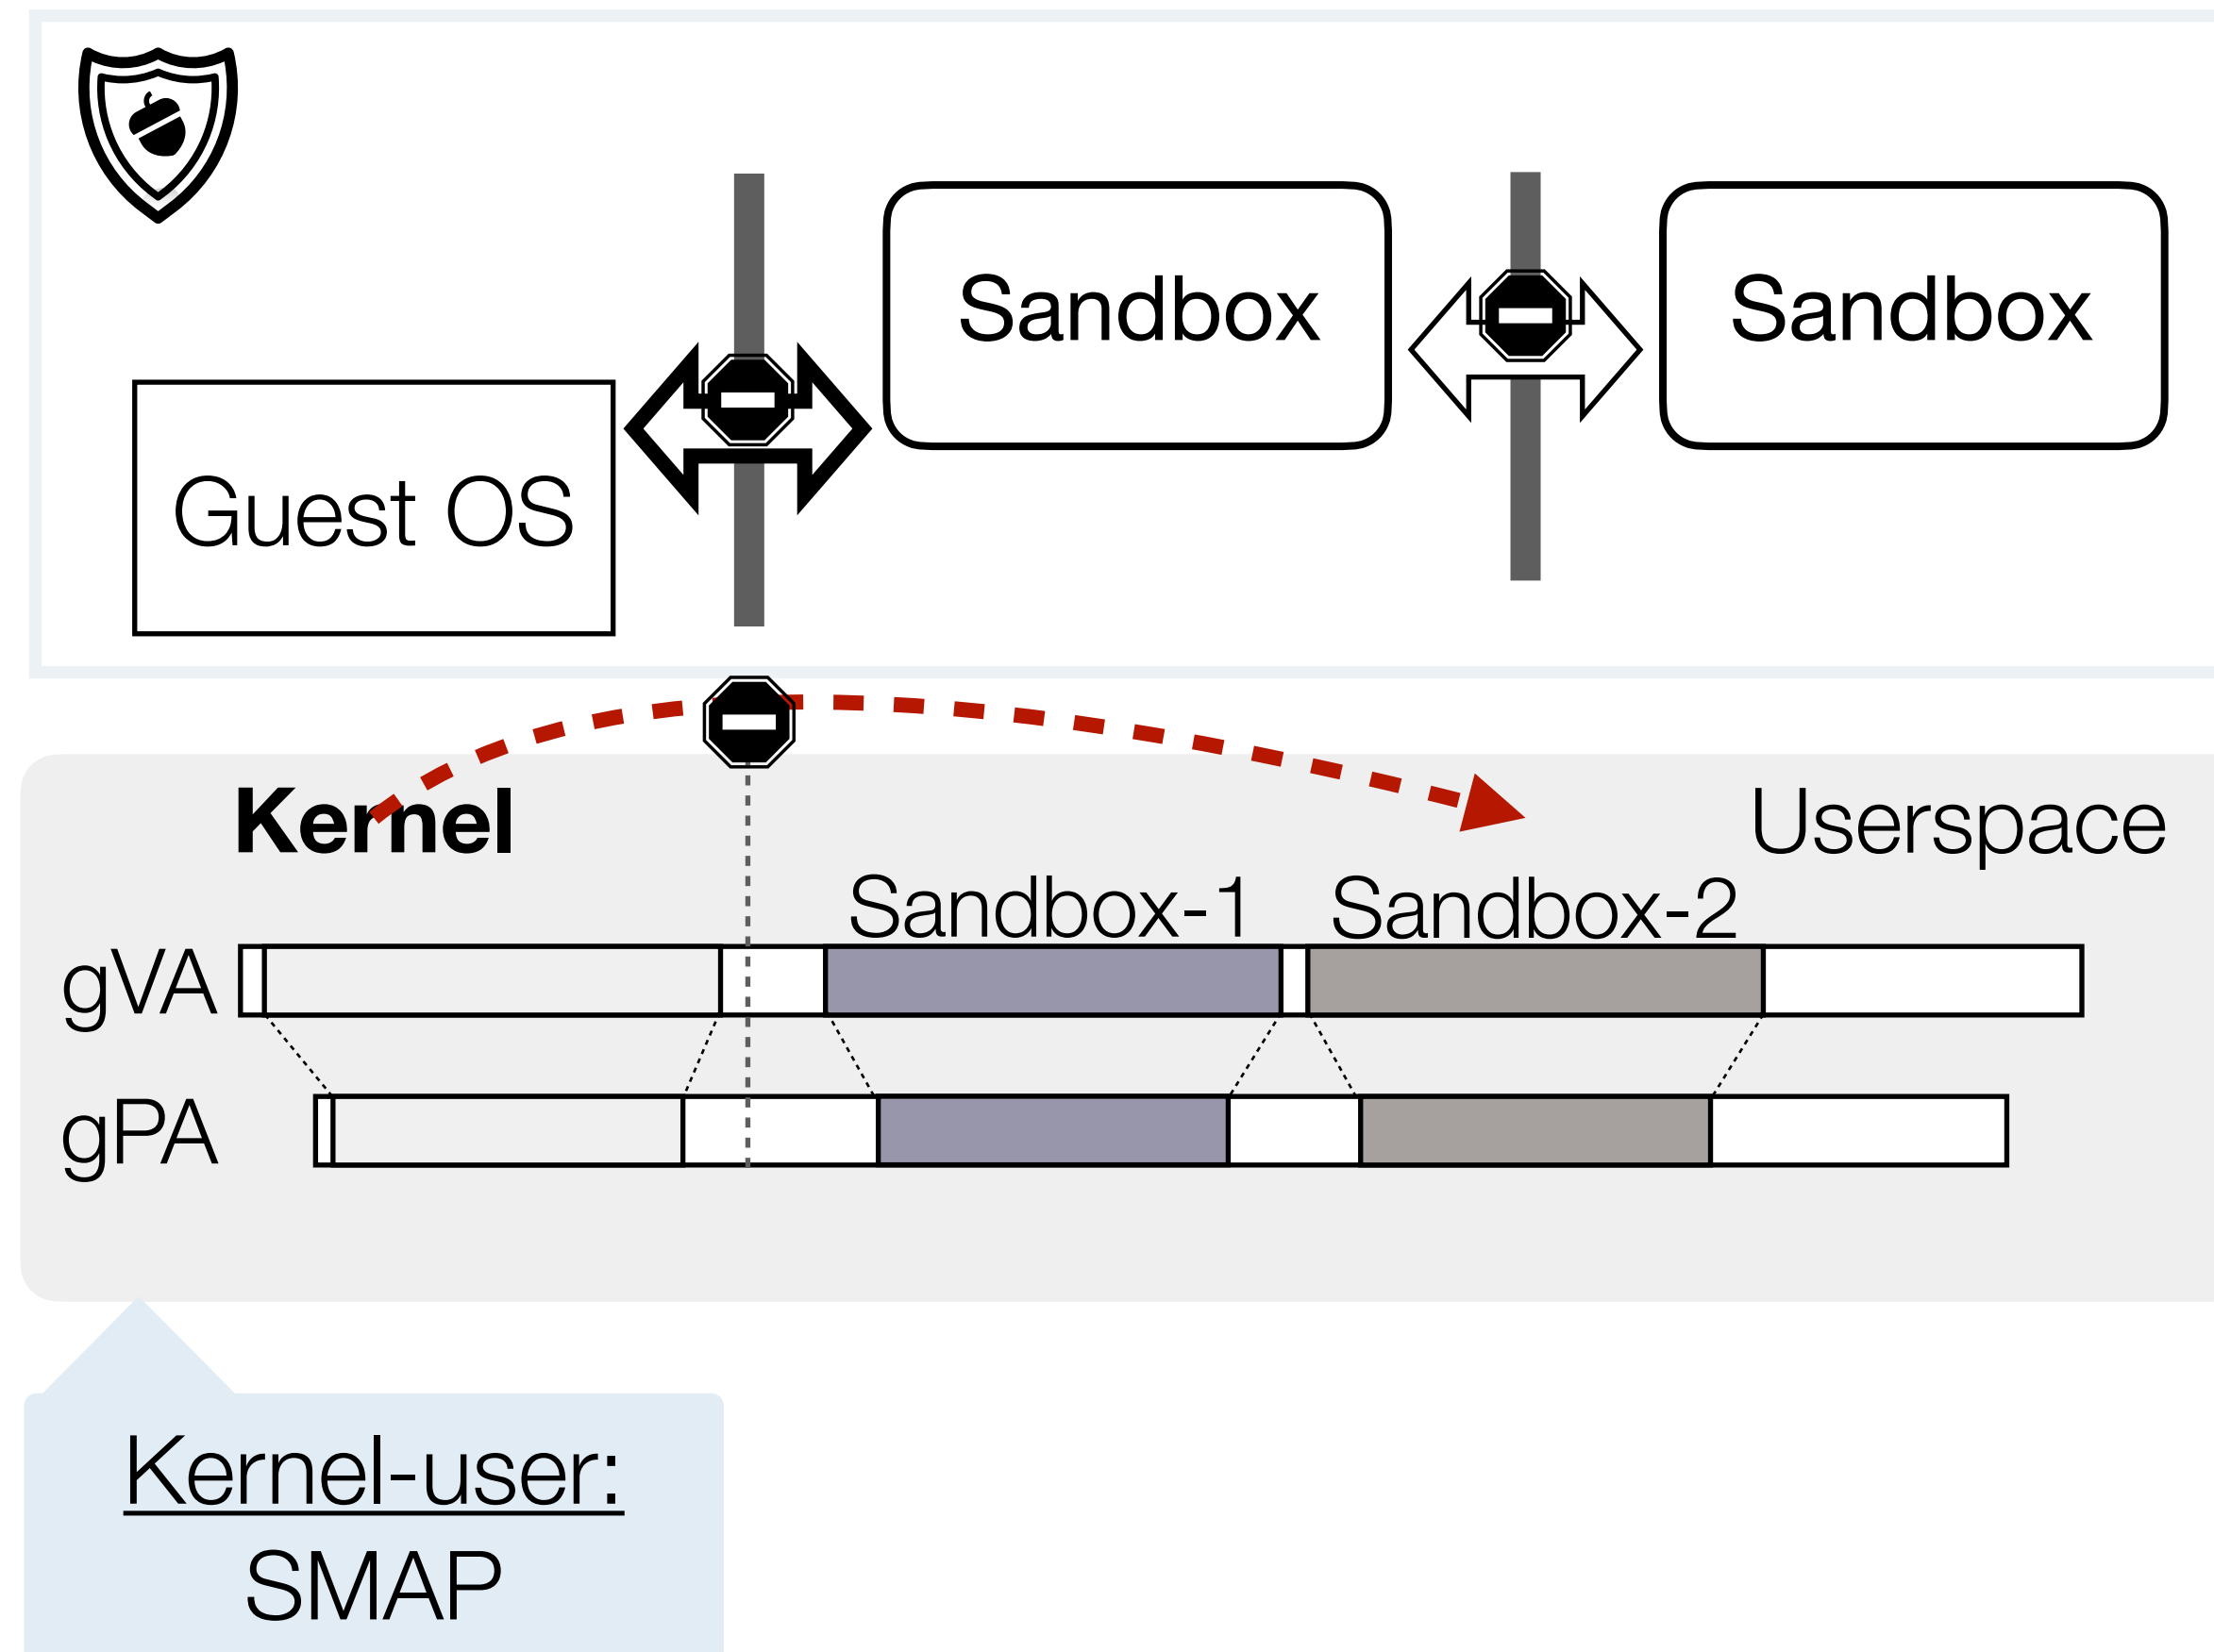 Sandbox
Sandbox
Guest OS
Kernel
Userspace
Sandbox-1
Sandbox-2
gVA
gPA
Kernel-user:
SMAP